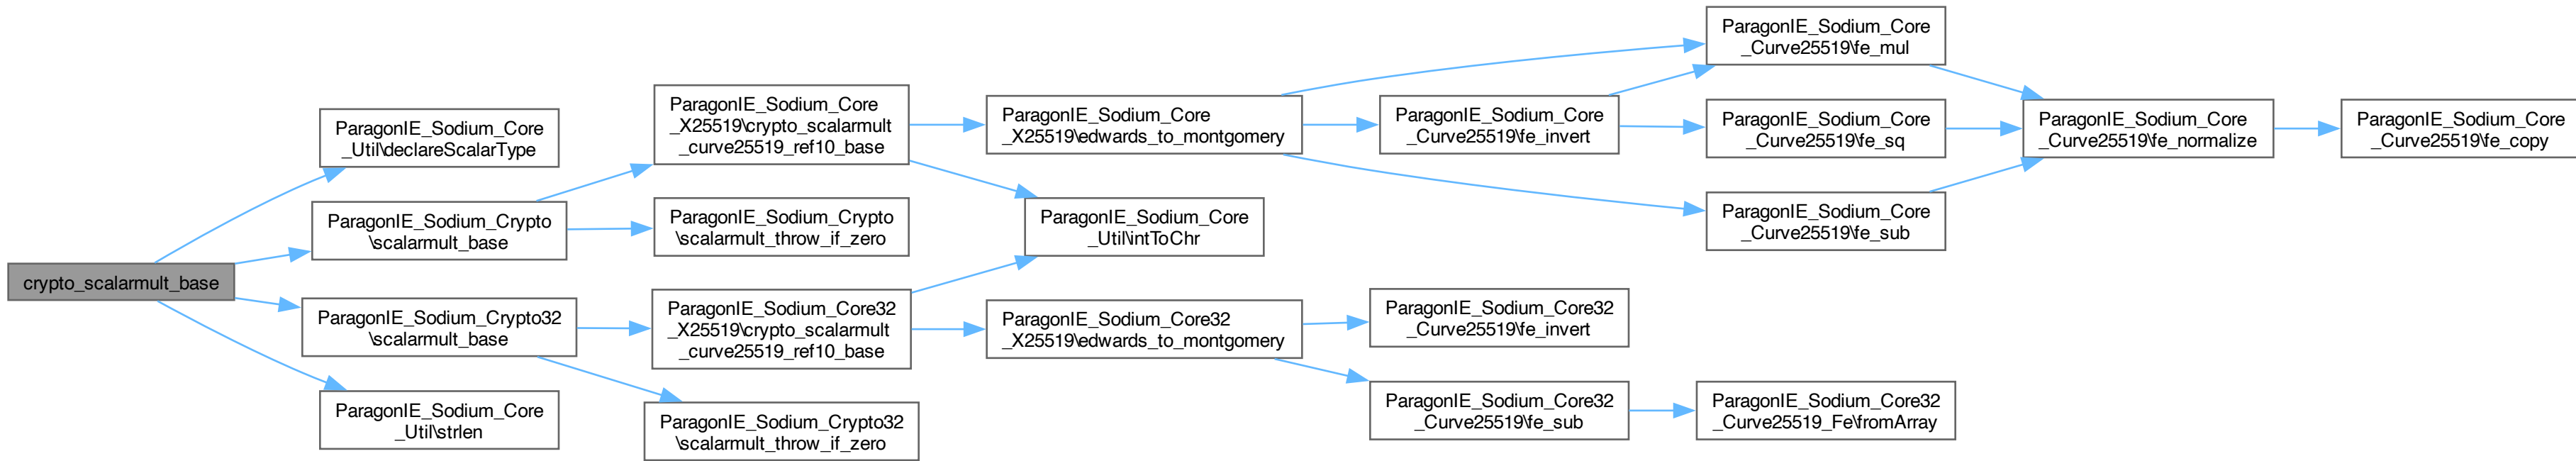 crypto_scalarmult_base
ParagonIE_Sodium_Core
_Util\declareScalarType
ParagonIE_Sodium_Crypto
\scalarmult_base
ParagonIE_Sodium_Crypto32
\scalarmult_base
ParagonIE_Sodium_Core
_Util\strlen
ParagonIE_Sodium_Core
_X25519\crypto_scalarmult
_curve25519_ref10_base
ParagonIE_Sodium_Crypto
\scalarmult_throw_if_zero
ParagonIE_Sodium_Core32
_X25519\crypto_scalarmult
_curve25519_ref10_base
ParagonIE_Sodium_Crypto32
\scalarmult_throw_if_zero
ParagonIE_Sodium_Core
_X25519\edwards_to_montgomery
ParagonIE_Sodium_Core
_Util\intToChr
ParagonIE_Sodium_Core32
_X25519\edwards_to_montgomery
ParagonIE_Sodium_Core
_Curve25519\fe_invert
ParagonIE_Sodium_Core32
_Curve25519\fe_invert
ParagonIE_Sodium_Core32
_Curve25519\fe_sub
ParagonIE_Sodium_Core
_Curve25519\fe_mul
ParagonIE_Sodium_Core
_Curve25519\fe_sq
ParagonIE_Sodium_Core
_Curve25519\fe_sub
ParagonIE_Sodium_Core32
_Curve25519_Fe\fromArray
ParagonIE_Sodium_Core
_Curve25519\fe_normalize
ParagonIE_Sodium_Core
_Curve25519\fe_copy